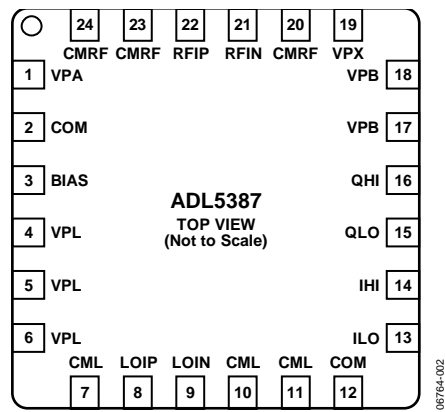 24 23 22 21 20 19
CMRF CMRF RFIP RFIN CMRF VPX
1 VPA
VPB 18
2 COM
VPB 17
3 BIAS
QHI 16
ADL5387
TOP VIEW
(Not to Scale)
4 VPL
QLO 15
5 VPL
IHI 14
6 VPL
ILO 13
CML LOIP LOIN CML CML COM
7 8 9 10 11 12
06764-002